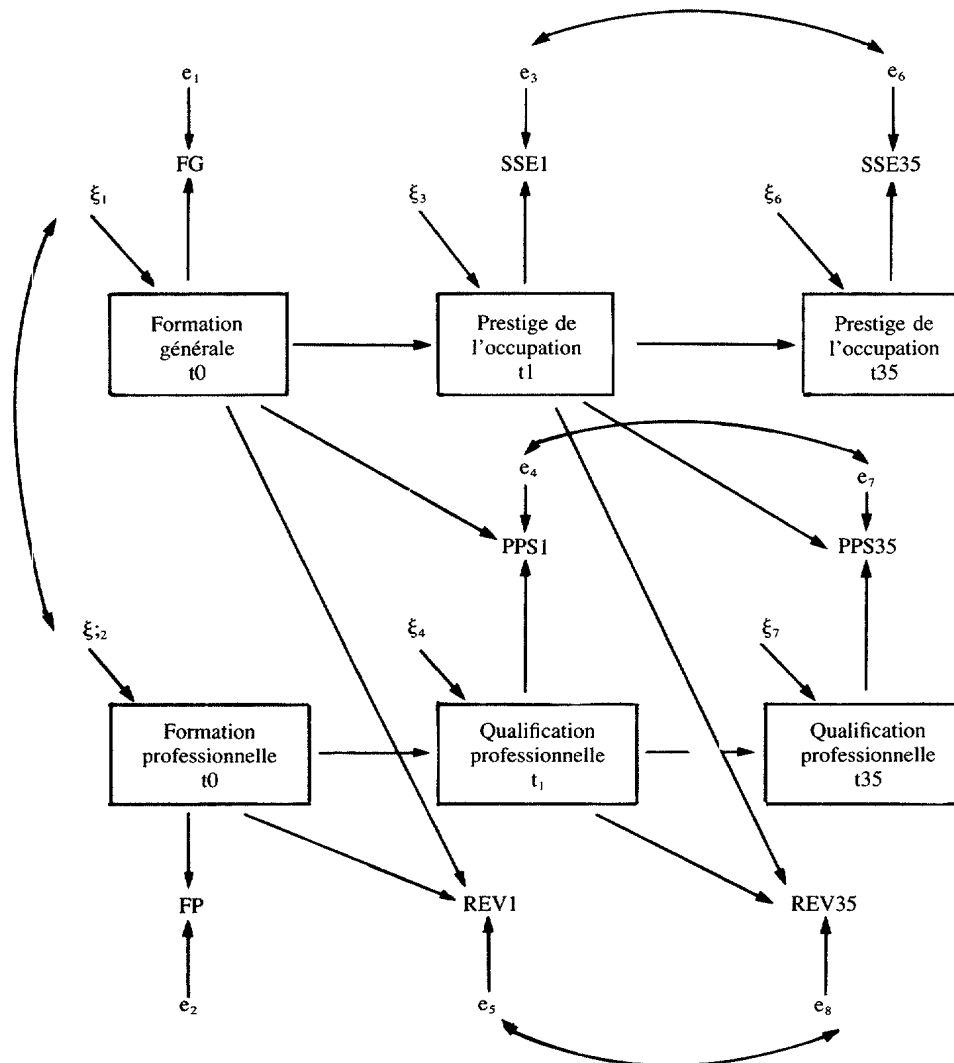 e₁
e₃
e₆
FG
SSE1
SSE35
ξ₁
ξ₃
ξ₆
Formation
générale
t0
Prestige de
l'occupation
t1
Prestige de
l'occupation
t35
e₄
e₇
PPS1
PPS35
ξ;₂
ξ₄
ξ₇
Formation
professionnelle
t0
Qualification
professionnelle
t₁
Qualification
professionnelle
t35
FP
REV1
REV35
e₂
e₅
e₈